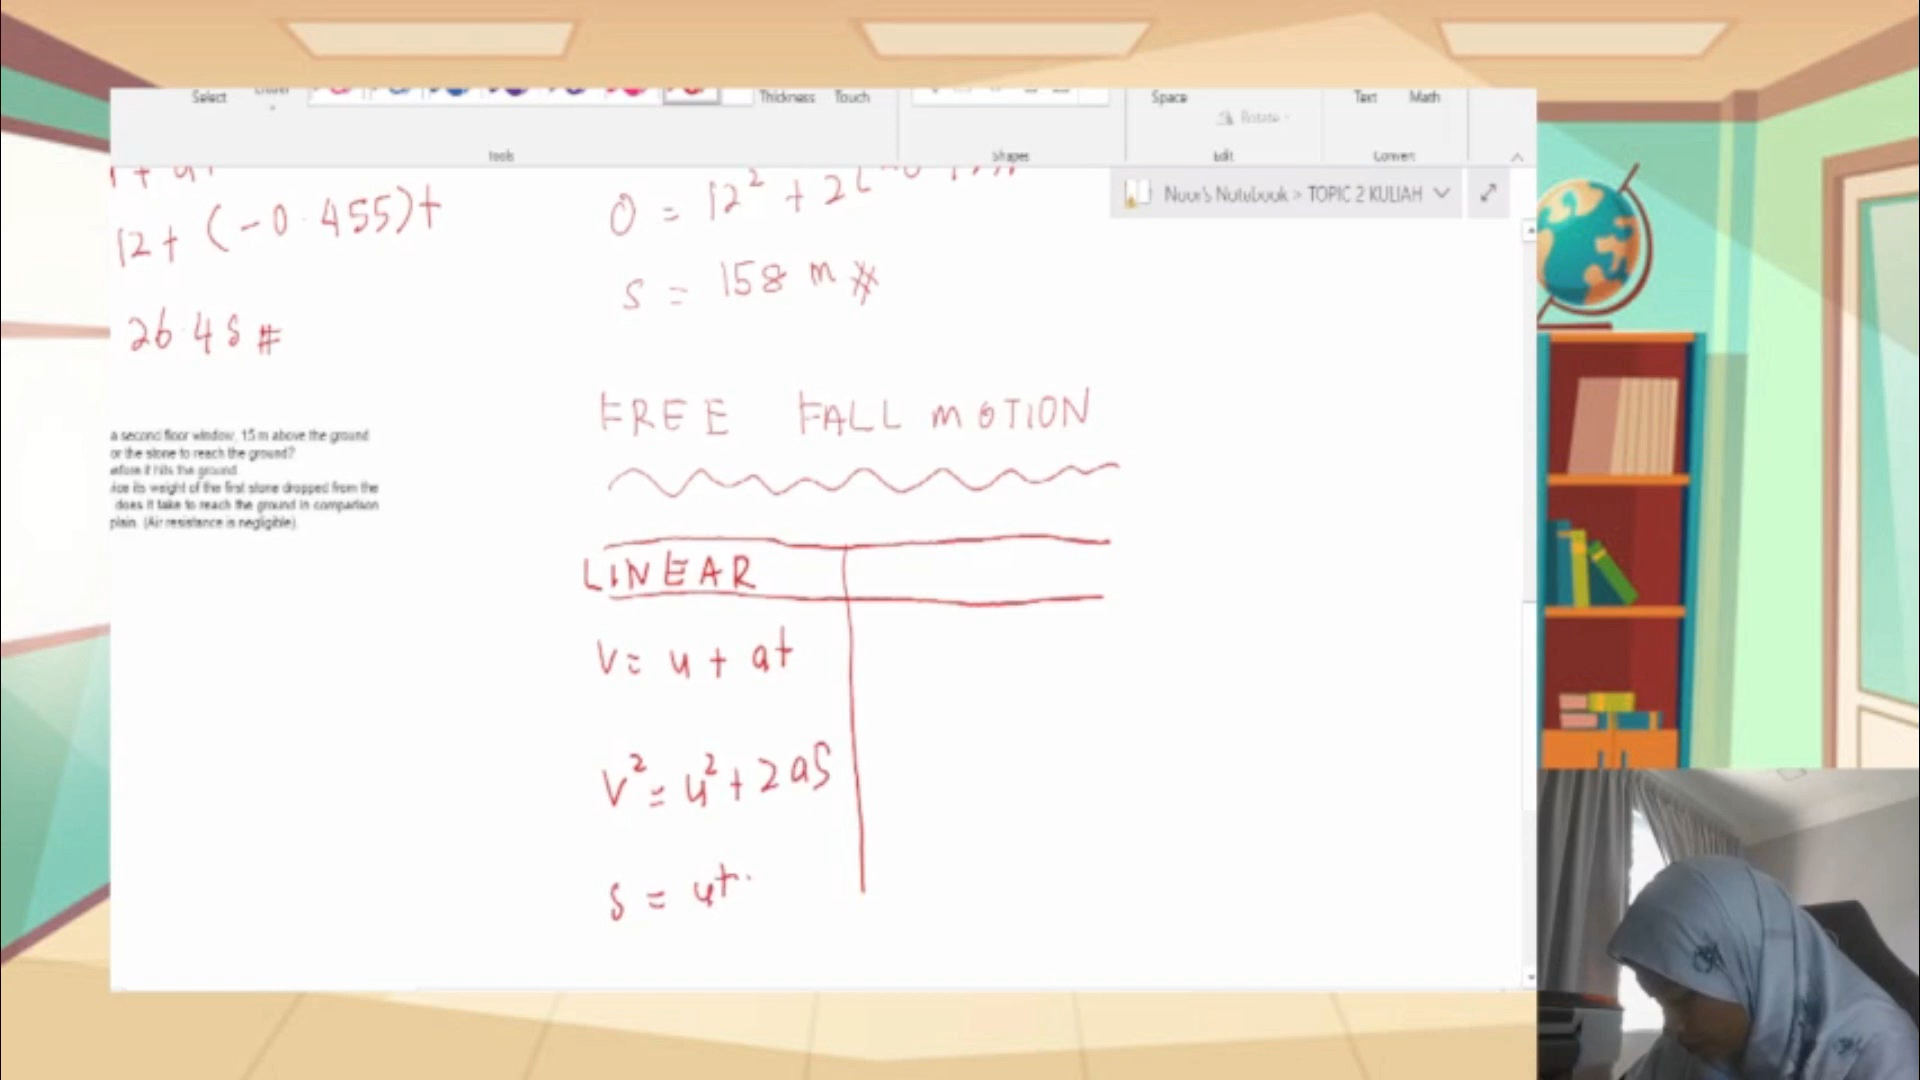 Select
Thickness Touch
Space
Text Math
Rotate
Tools
Shapes
Edit
Convert
Noor's Notebook > TOPIC 2 KULIAH
12 + (-0.455)t
0 = 12² + 2(
s = 158 m
26.4 s #
FREE FALL MOTION
a second floor window, 15 m above the ground
or the stone to reach the ground?
efore it hits the ground
ice its weight of the first stone dropped from the
does it take to reach the ground in comparison
plain. (Air resistance is negligible).
LINEAR
v = u + at
v² = u² + 2as
s = ut